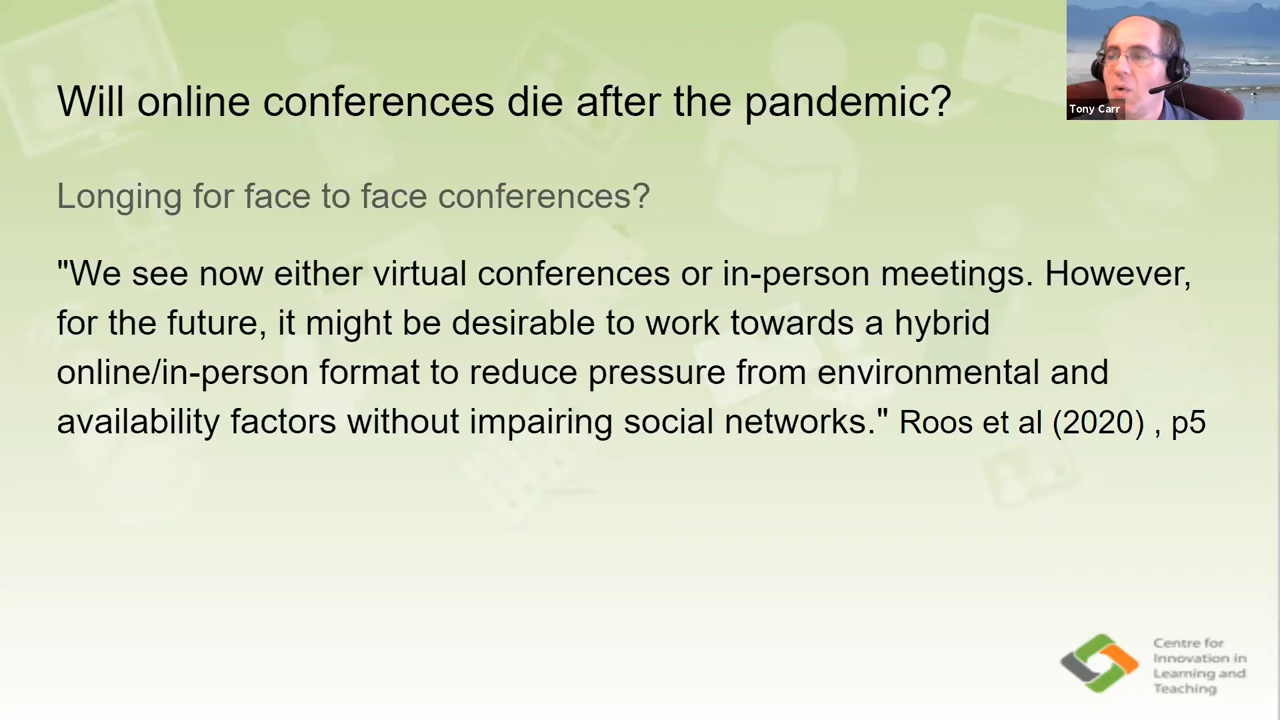 Will online conferences die after the pandemic?
Tony Carr
Longing for face to face conferences?
"We see now either virtual conferences or in-person meetings. However,
for the future, it might be desirable to work towards a hybrid
online/in-person format to reduce pressure from environmental and
availability factors without impairing social networks." Roos et al (2020) , p5
Centre for
Innovation in
Learning and
Teaching